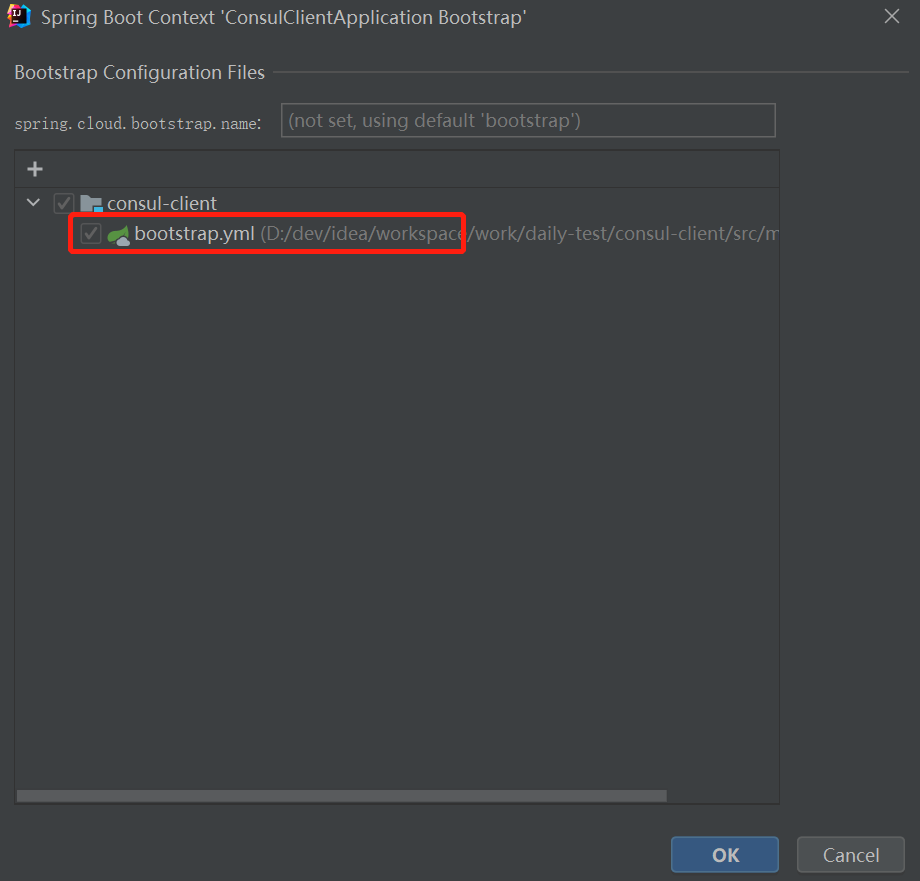 Spring Boot Context 'ConsulClientApplication Bootstrap'
Bootstrap Configuration Files
spring.cloud.bootstrap.name: (not set, using default 'bootstrap')
consul-client
bootstrap.yml (D:/dev/idea/workspace/work/daily-test/consul-client/src/m
OK Cancel